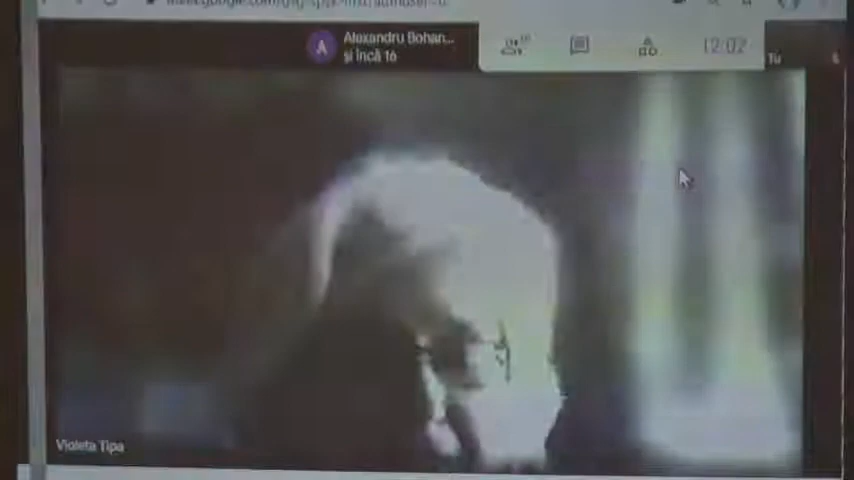 Alexandru Bohan...
și încă 16
12:02
Tu
A
Violeta Tipa